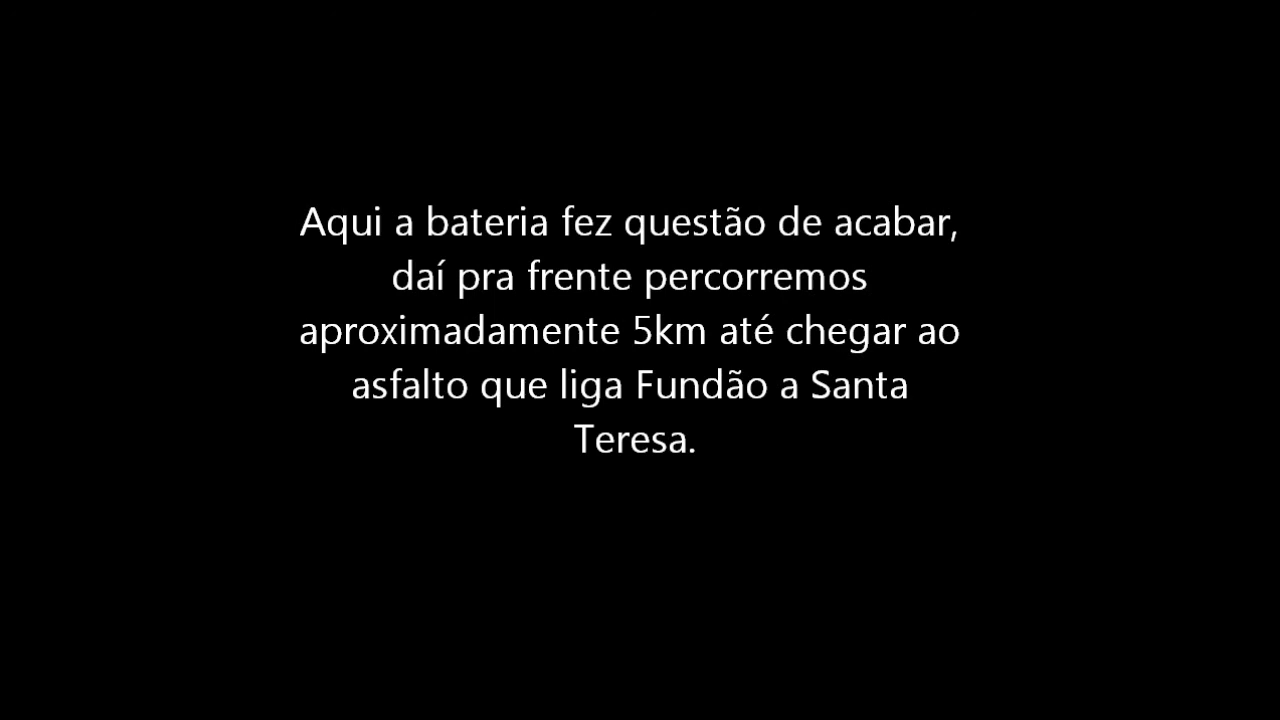 Aqui a bateria fez questão de acabar,
daí pra frente percorremos
aproximadamente 5km até chegar ao
asfalto que liga Fundão a Santa
Teresa.